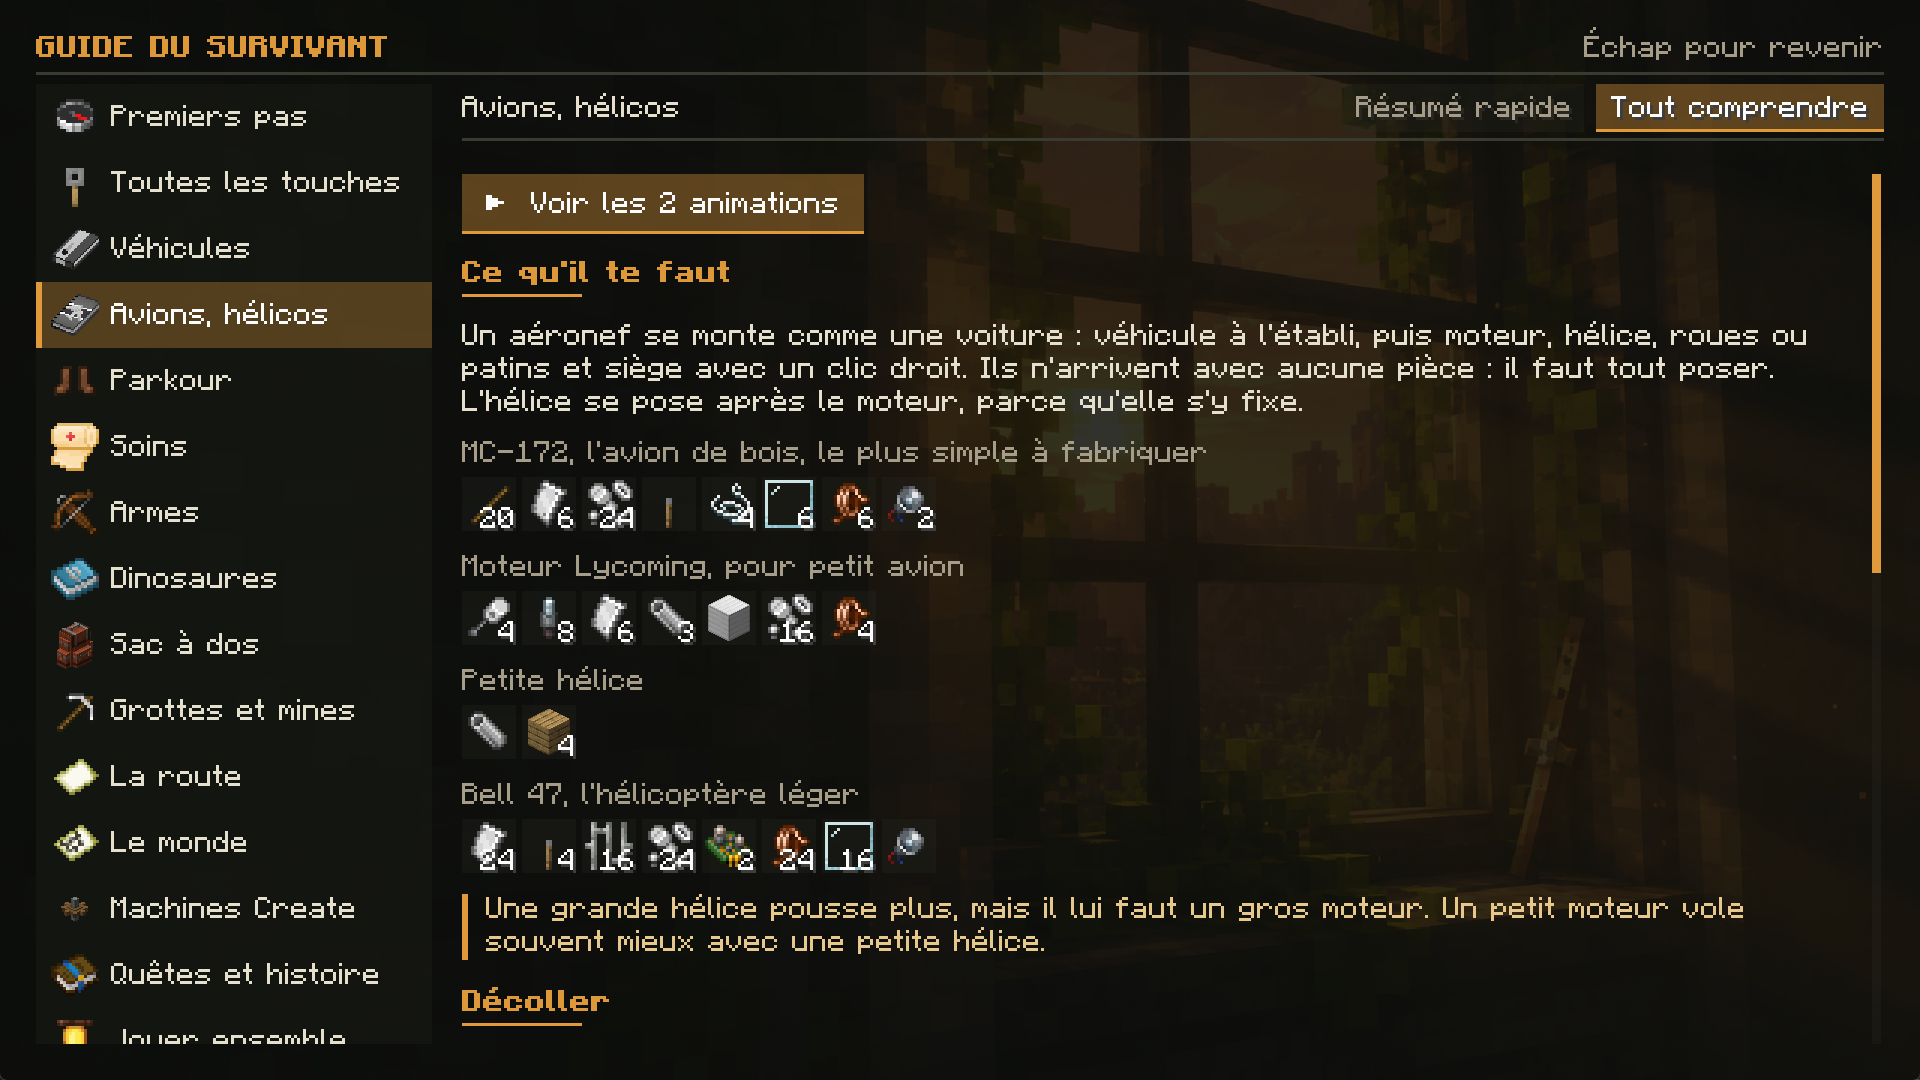 GUIDE DU SURVIVANT
Échap pour revenir
Premiers pas
Toutes les touches
Véhicules
Avions, hélicos
Parkour
Soins
Armes
Dinosaures
Sac à dos
Grottes et mines
La route
Le monde
Machines Create
Quêtes et histoire
Jouer ensemble
Avions, hélicos
Résumé rapide
Tout comprendre
► Voir les 2 animations
Ce qu'il te faut
Un aéronef se monte comme une voiture : véhicule à l'établi, puis moteur, hélice, roues ou
patins et siège avec un clic droit. Ils n'arrivent avec aucune pièce : il faut tout poser.
L'hélice se pose après le moteur, parce qu'elle s'y fixe.
MC-172, l'avion de bois, le plus simple à fabriquer
20 6 24 4 6 6 2
Moteur Lycoming, pour petit avion
4 8 6 3 16 4
Petite hélice
4
Bell 47, l'hélicoptère léger
24 4 16 24 2 24 16
Une grande hélice pousse plus, mais il lui faut un gros moteur. Un petit moteur vole
souvent mieux avec une petite hélice.
Décoller